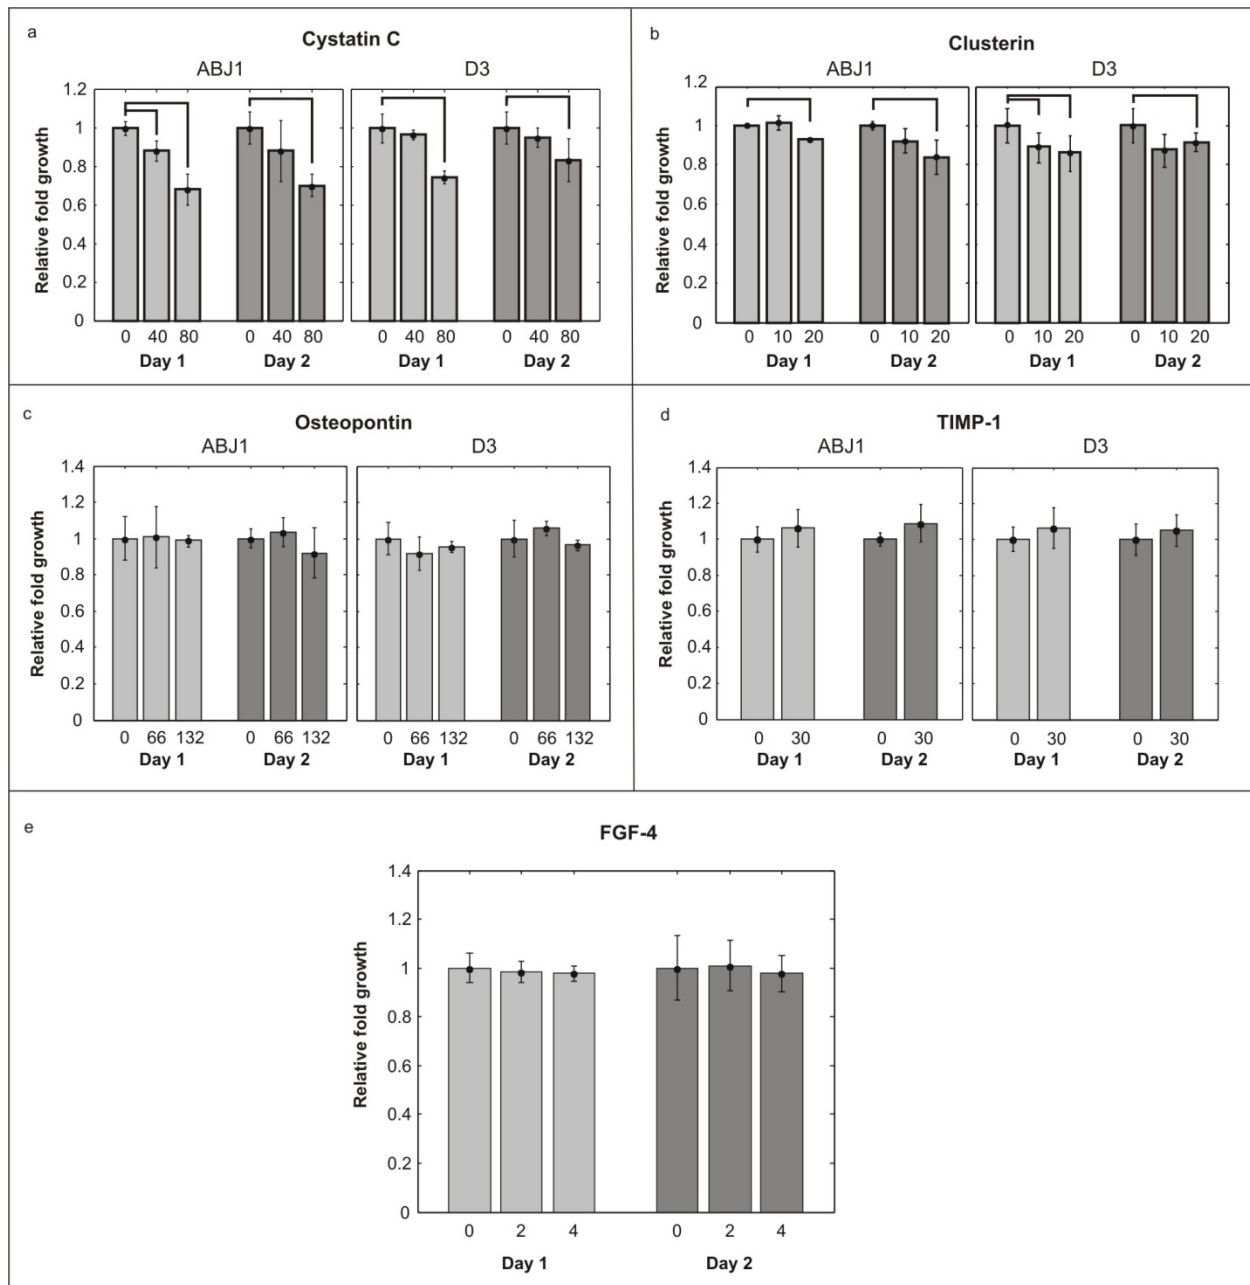 a
Cystatin C
ABJ1 D3
Relative fold growth
1.2
1
0.8
0.6
0.4
0.2
0
0 40 80 0 40 80 0 40 80 0 40 80
Day 1 Day 2 Day 1 Day 2
b
Clusterin
ABJ1 D3
Relative fold growth
1.2
1
0.8
0.6
0.4
0.2
0
0 10 20 0 10 20 0 10 20 0 10 20
Day 1 Day 2 Day 1 Day 2
c
Osteopontin
ABJ1 D3
Relative fold growth
1.4
1.2
1
0.8
0.6
0.4
0.2
0
0 66 132 0 66 132 0 66 132 0 66 132
Day 1 Day 2 Day 1 Day 2
d
TIMP-1
ABJ1 D3
Relative fold growth
1.4
1.2
1
0.8
0.6
0.4
0.2
0
0 30 0 30 0 30 0 30
Day 1 Day 2 Day 1 Day 2
e
FGF-4
Relative fold growth
1.4
1.2
1
0.8
0.6
0.4
0.2
0
0 2 4 0 2 4
Day 1 Day 2